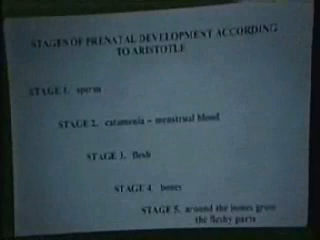 STAGES OF PRENATAL DEVELOPMENT ACCORDING
TO ARISTOTLE
STAGE 1. sperm
STAGE 2. catamenia – menstrual blood
STAGE 3. flesh
STAGE 4. bones
STAGE 5. around the bones grow
the fleshy parts